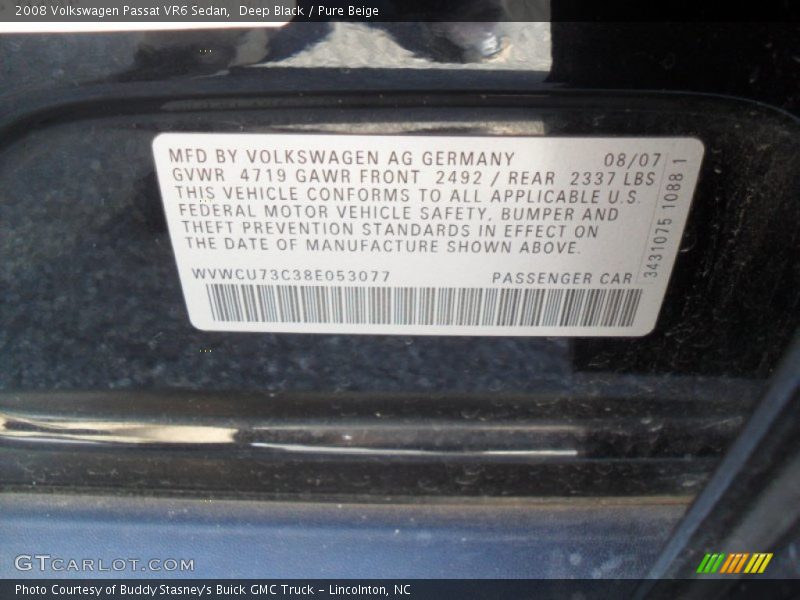 2008 Volkswagen Passat VR6 Sedan, Deep Black / Pure Beige
MFD BY VOLKSWAGEN AG GERMANY 08/07
GVWR 4719 GAWR FRONT 2492 / REAR 2337 LBS
THIS VEHICLE CONFORMS TO ALL APPLICABLE U.S.
FEDERAL MOTOR VEHICLE SAFETY, BUMPER AND
THEFT PREVENTION STANDARDS IN EFFECT ON
THE DATE OF MANUFACTURE SHOWN ABOVE.
WVWCU73C38E053077 PASSENGER CAR
3431075 1088 1
GTCARLOT.COM
Photo Courtesy of Buddy Stasney's Buick GMC Truck - Lincolnton, NC